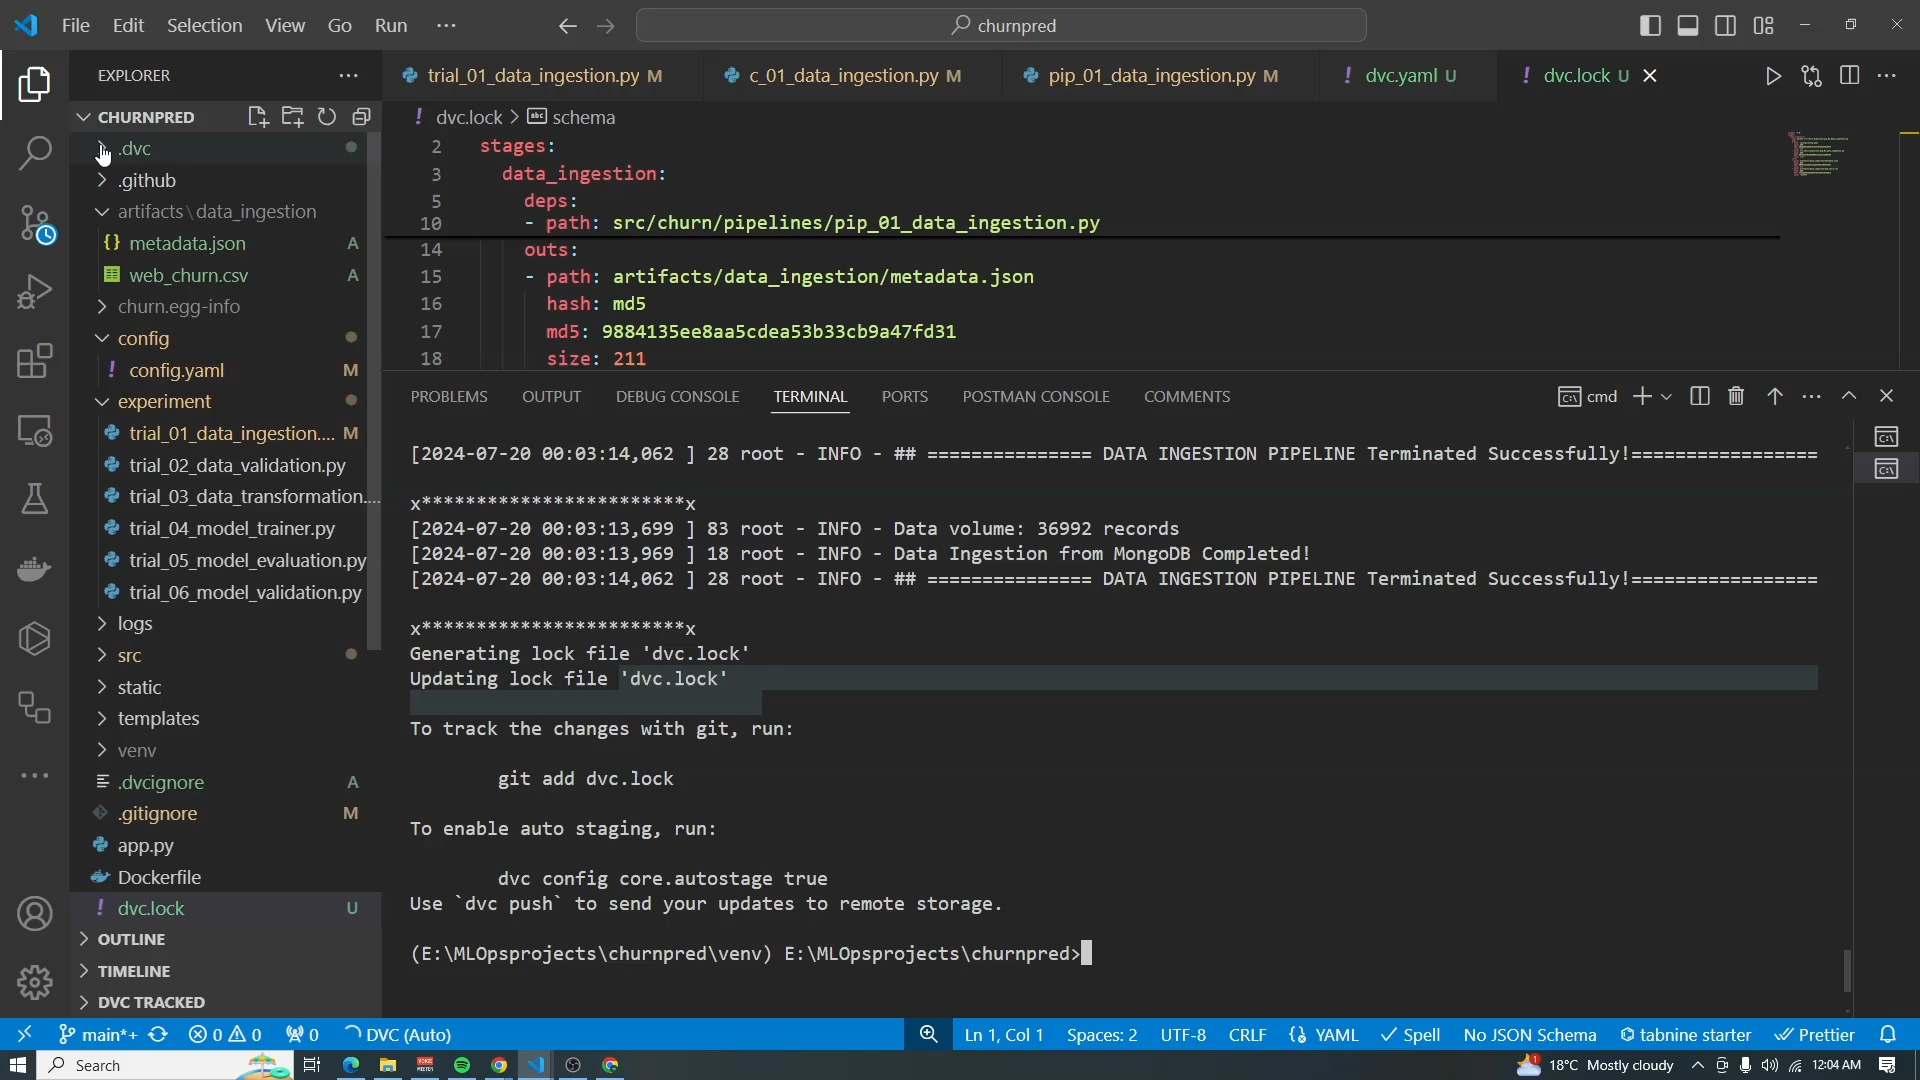 File Edit Selection View Go Run ···
churnpred
EXPLORER ···
CHURNPRED
.dvc
.github
artifacts\data_ingestion
metadata.json A
web_churn.csv A
churn.egg-info
config
config.yaml M
experiment
trial_01_data_ingestion.... M
trial_02_data_validation.py
trial_03_data_transformation....
trial_04_model_trainer.py
trial_05_model_evaluation.py
trial_06_model_validation.py
logs
src
static
templates
venv
.dvcignore A
.gitignore M
app.py
Dockerfile
dvc.lock U
OUTLINE
TIMELINE
DVC TRACKED
trial_01_data_ingestion.py M c_01_data_ingestion.py M pip_01_data_ingestion.py M dvc.yaml U dvc.lock U
dvc.lock > schema
2 stages:
3 data_ingestion:
5 deps:
10 - path: src/churn/pipelines/pip_01_data_ingestion.py
14 outs:
15 - path: artifacts/data_ingestion/metadata.json
16 hash: md5
17 md5: 9884135ee8aa5cdea53b33cb9a47fd31
18 size: 211
PROBLEMS OUTPUT DEBUG CONSOLE TERMINAL PORTS POSTMAN CONSOLE COMMENTS cmd
[2024-07-20 00:03:14,062 ] 28 root - INFO - ## =============== DATA INGESTION PIPELINE Terminated Successfully!=================
x************************x
[2024-07-20 00:03:13,699 ] 83 root - INFO - Data volume: 36992 records
[2024-07-20 00:03:13,969 ] 18 root - INFO - Data Ingestion from MongoDB Completed!
[2024-07-20 00:03:14,062 ] 28 root - INFO - ## =============== DATA INGESTION PIPELINE Terminated Successfully!=================
x************************x
Generating lock file 'dvc.lock'
Updating lock file 'dvc.lock'
To track the changes with git, run:
git add dvc.lock
To enable auto staging, run:
dvc config core.autostage true
Use `dvc push` to send your updates to remote storage.
(E:\MLOpsprojects\churnpred\venv) E:\MLOpsprojects\churnpred>
main*+ 0 0 0 DVC (Auto) Ln 1, Col 1 Spaces: 2 UTF-8 CRLF {} YAML Spell No JSON Schema tabnine starter Prettier
Search 1 18°C Mostly cloudy 12:04 AM